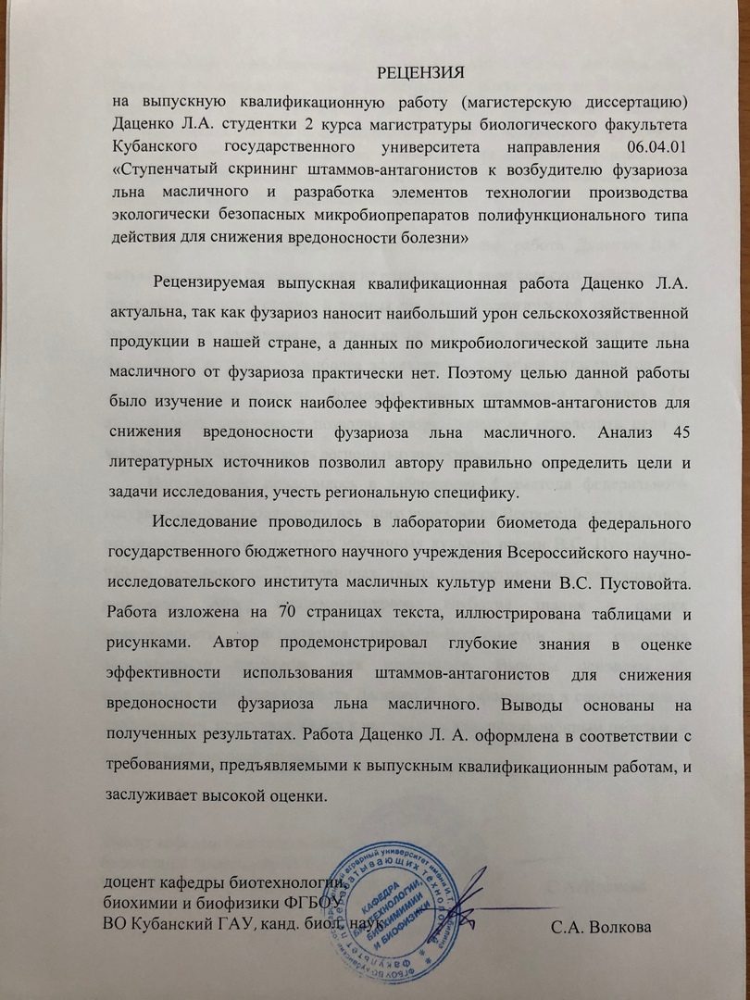 РЕЦЕНЗИЯ
на выпускную квалификационную работу (магистерскую диссертацию)
Даценко Л.А. студентки 2 курса магистратуры биологического факультета
Кубанского государственного университета направления 06.04.01
«Ступенчатый скрининг штаммов-антагонистов к возбудителю фузариоза
льна масличного и разработка элементов технологии производства
экологически безопасных микробиопрепаратов полифункционального типа
действия для снижения вредоносности болезни»
Рецензируемая выпускная квалификационная работа Даценко Л.А.
актуальна, так как фузариоз наносит наибольший урон сельскохозяйственной
продукции в нашей стране, а данных по микробиологической защите льна
масличного от фузариоза практически нет. Поэтому целью данной работы
было изучение и поиск наиболее эффективных штаммов-антагонистов для
снижения вредоносности фузариоза льна масличного. Анализ 45
литературных источников позволил автору правильно определить цели и
задачи исследования, учесть региональную специфику.
Исследование проводилось в лаборатории биометода федерального
государственного бюджетного научного учреждения Всероссийского научно-
исследовательского института масличных культур имени В.С. Пустовойта.
Работа изложена на 70 страницах текста, иллюстрирована таблицами и
рисунками. Автор продемонстрировал глубокие знания в оценке
эффективности использования штаммов-антагонистов для снижения
вредоносности фузариоза льна масличного. Выводы основаны на
полученных результатах. Работа Даценко Л. А. оформлена в соответствии с
требованиями, предъявляемыми к выпускным квалификационным работам, и
заслуживает высокой оценки.
доцент кафедры биотехнологии,
биохимии и биофизики ФГБОУ
ВО Кубанский ГАУ, канд. биол. наук
С.А. Волкова
аграрный университет имени И.Т.
перерабатывающих технологий
КАФЕДРА
БИОТЕХНОЛОГИИ,
БИОХИМИИ
И БИОФИЗИКИ
Факультет